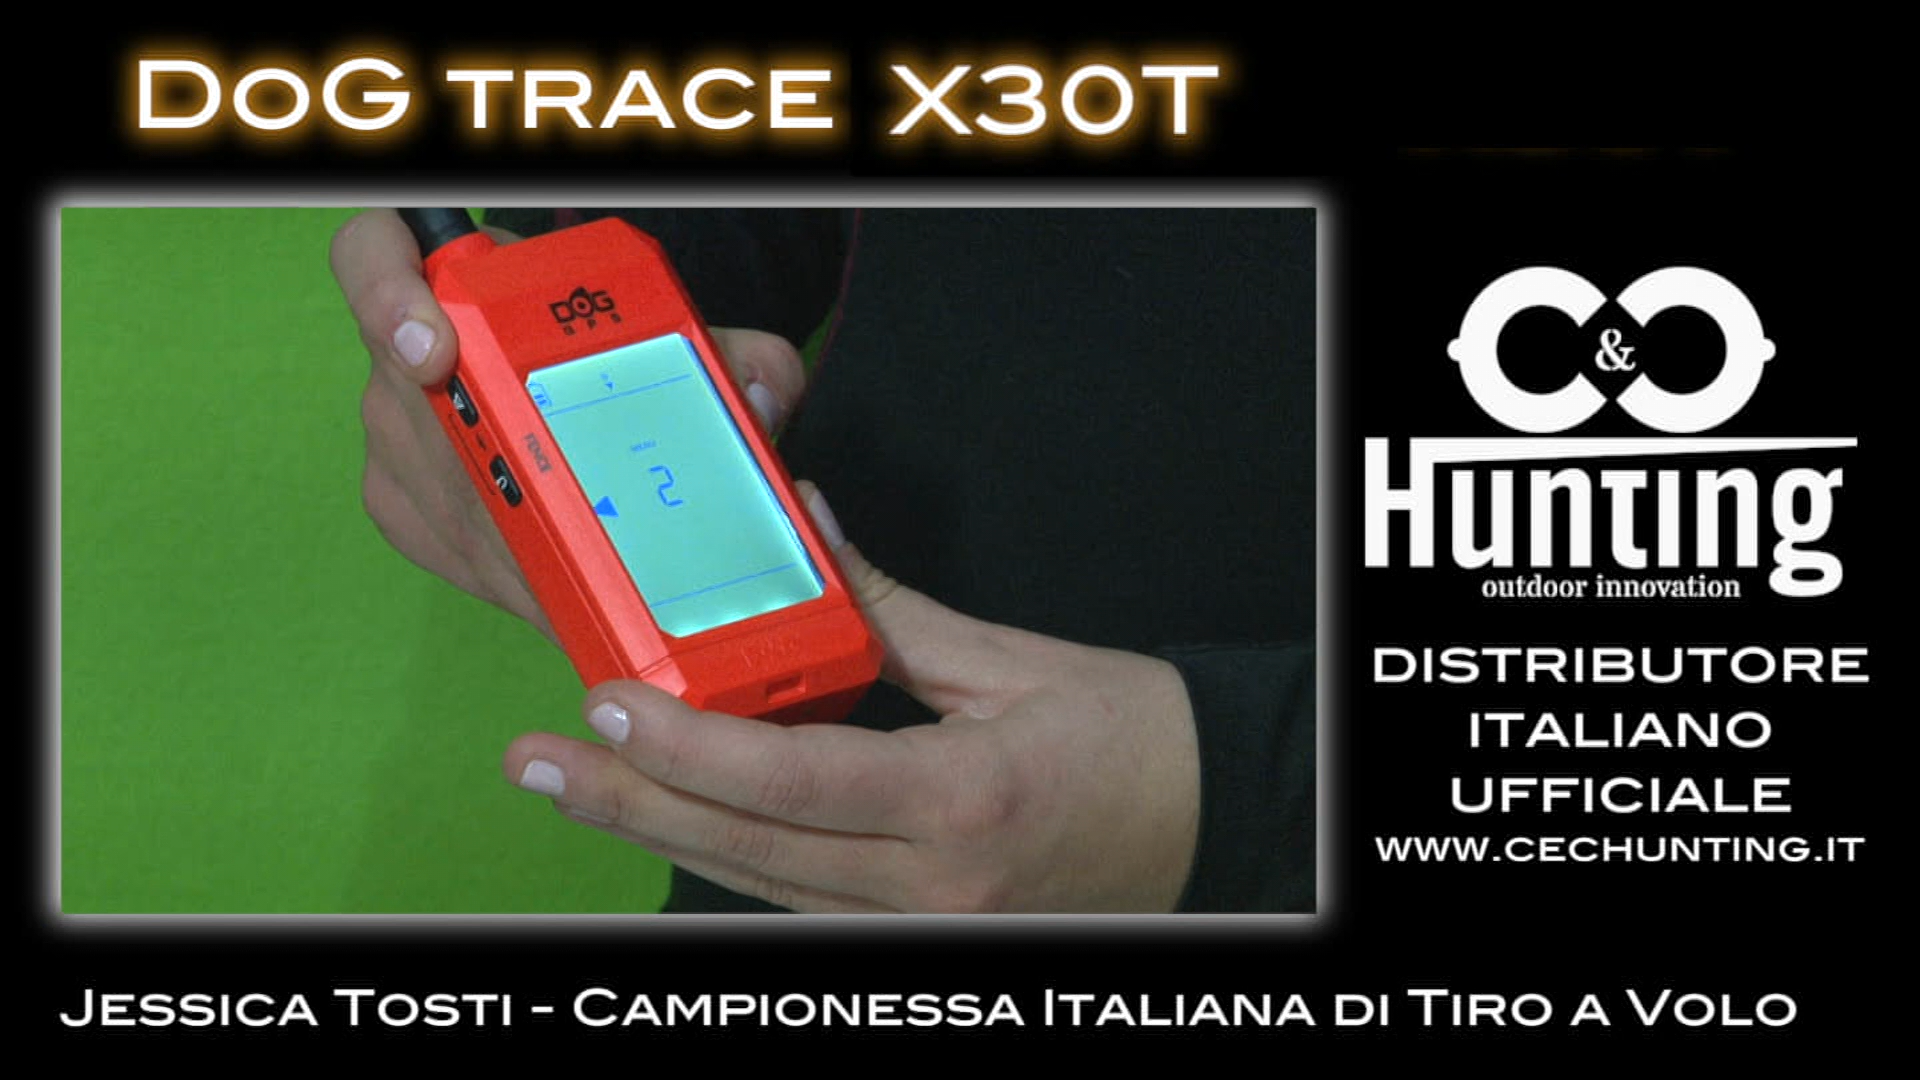 DOG TRACE X30T
DOG
GPS
FENCE
2
C&C
Hunting
outdoor innovation
DISTRIBUTORE
ITALIANO
UFFICIALE
WWW.CECHUNTING.IT
JESSICA TOSTI - CAMPIONESSA ITALIANA DI TIRO A VOLO